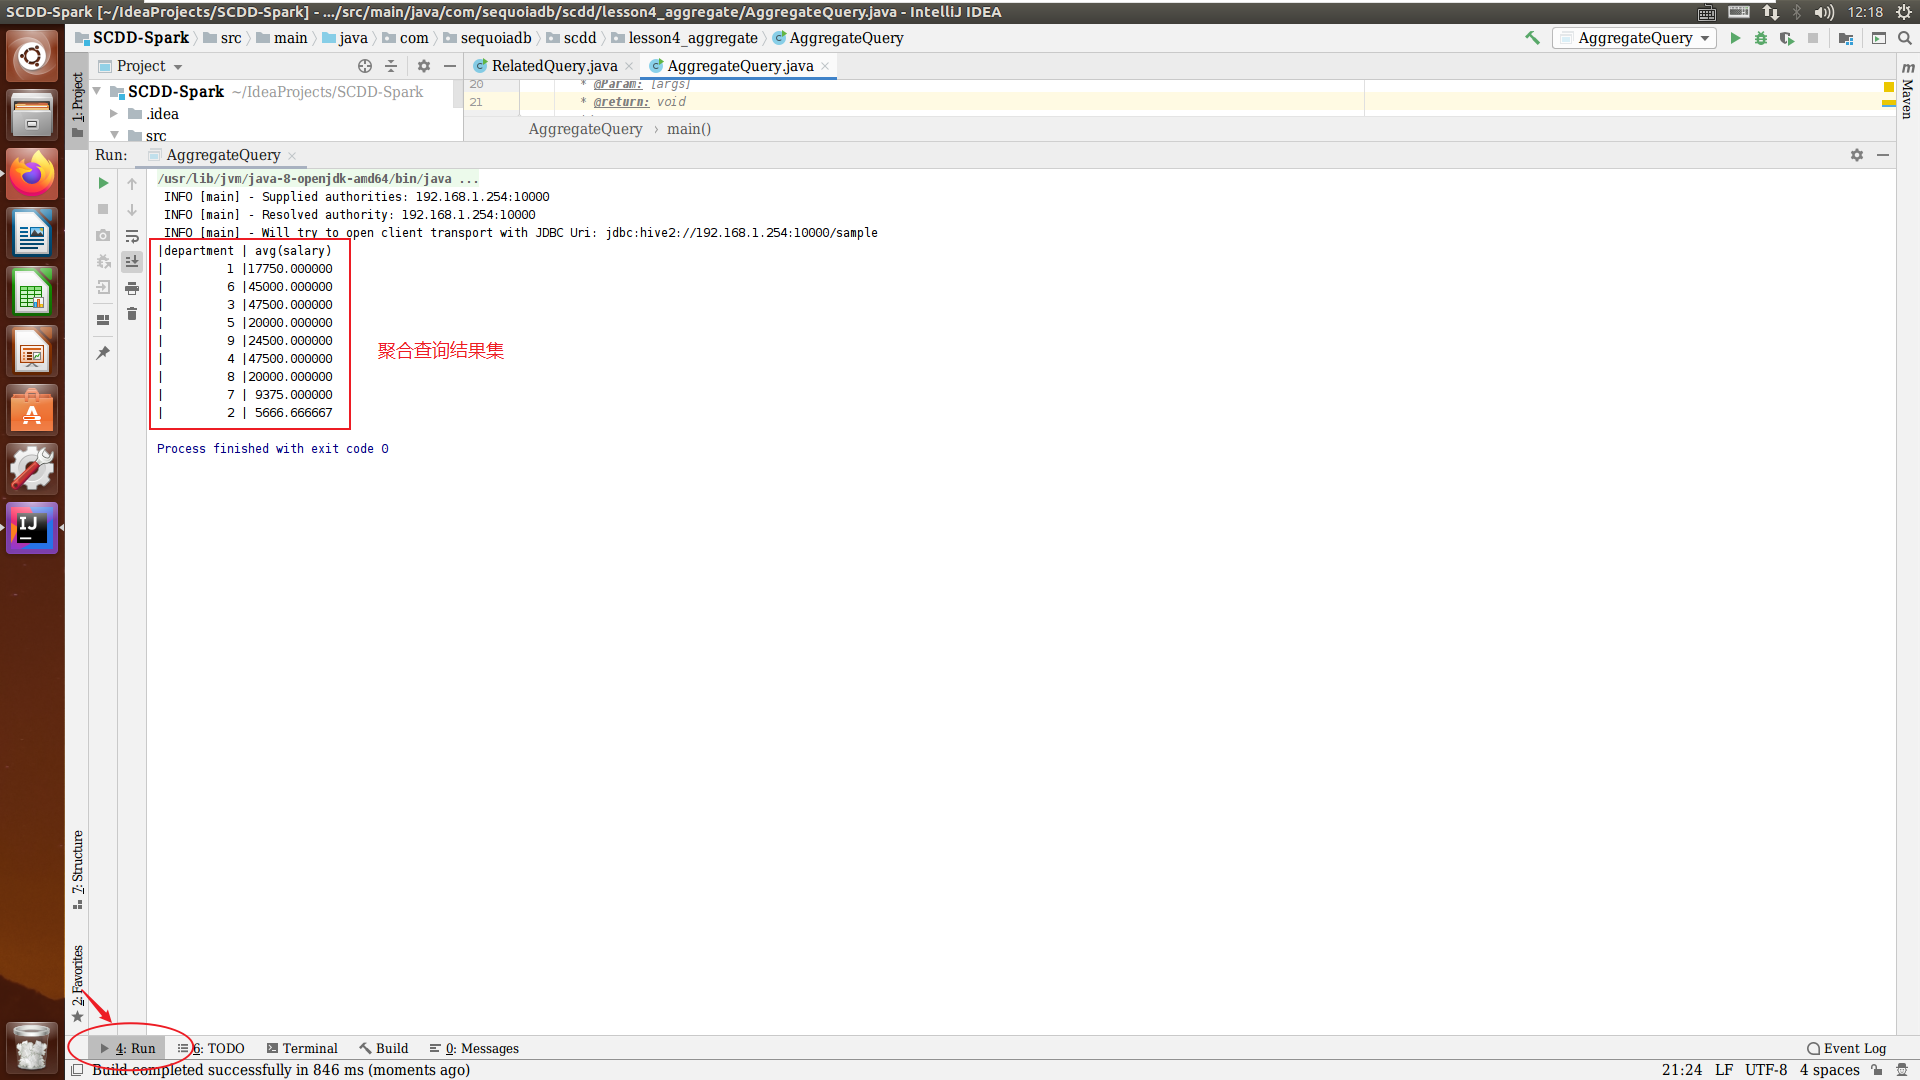 SCDD-Spark [~/IdeaProjects/SCDD-Spark] - .../src/main/java/com/sequoiadb/scdd/lesson4_aggregate/AggregateQuery.java - IntelliJ IDEA
12:18
SCDD-Spark src main java com sequoiadb scdd lesson4_aggregate AggregateQuery
AggregateQuery
Project
RelatedQuery.java
AggregateQuery.java
1: Project
SCDD-Spark ~/IdeaProjects/SCDD-Spark
.idea
src
20 * @Param: [args]
21 * @return: void
AggregateQuery › main()
Maven
Run: AggregateQuery
/usr/lib/jvm/java-8-openjdk-amd64/bin/java ...
INFO [main] - Supplied authorities: 192.168.1.254:10000
INFO [main] - Resolved authority: 192.168.1.254:10000
INFO [main] - Will try to open client transport with JDBC Uri: jdbc:hive2://192.168.1.254:10000/sample
|department | avg(salary)
| 1 |17750.000000
| 6 |45000.000000
| 3 |47500.000000
| 5 |20000.000000
| 9 |24500.000000
| 4 |47500.000000
| 8 |20000.000000
| 7 | 9375.000000
| 2 | 5666.666667
聚合查询结果集
Process finished with exit code 0
7: Structure
2: Favorites
4: Run 6: TODO Terminal Build 0: Messages Event Log
Build completed successfully in 846 ms (moments ago)
21:24 LF UTF-8 4 spaces